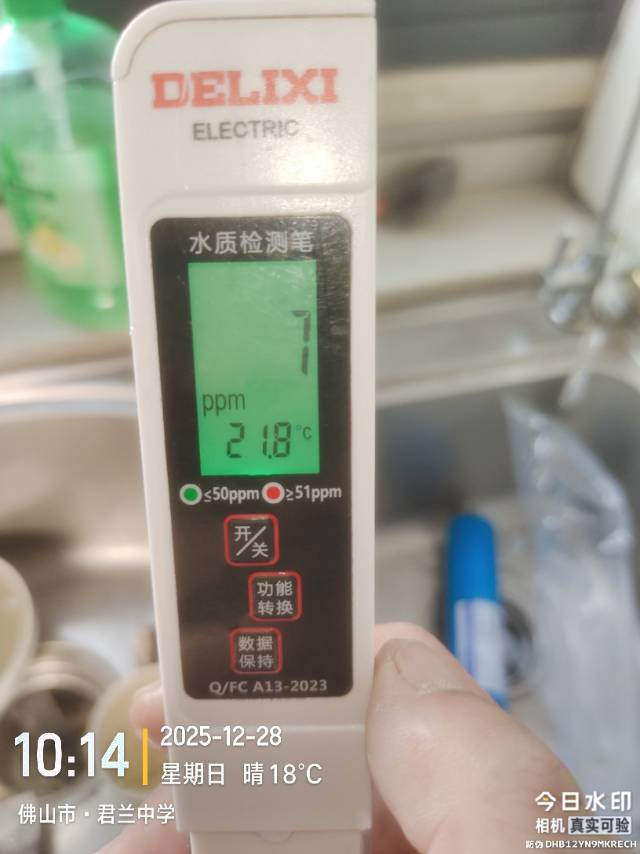 DELIXI
ELECTRIC
水质检测笔
7
ppm
21.8°C
≤50ppm ≥51ppm
开/关
功能
转换
数据
保持
Q/FC A13-2023
10:14
2025-12-28
星期日 晴 18℃
佛山市·君兰中学
今日水印
相机 真实可验
防伪 DHB12YN9MKRECH